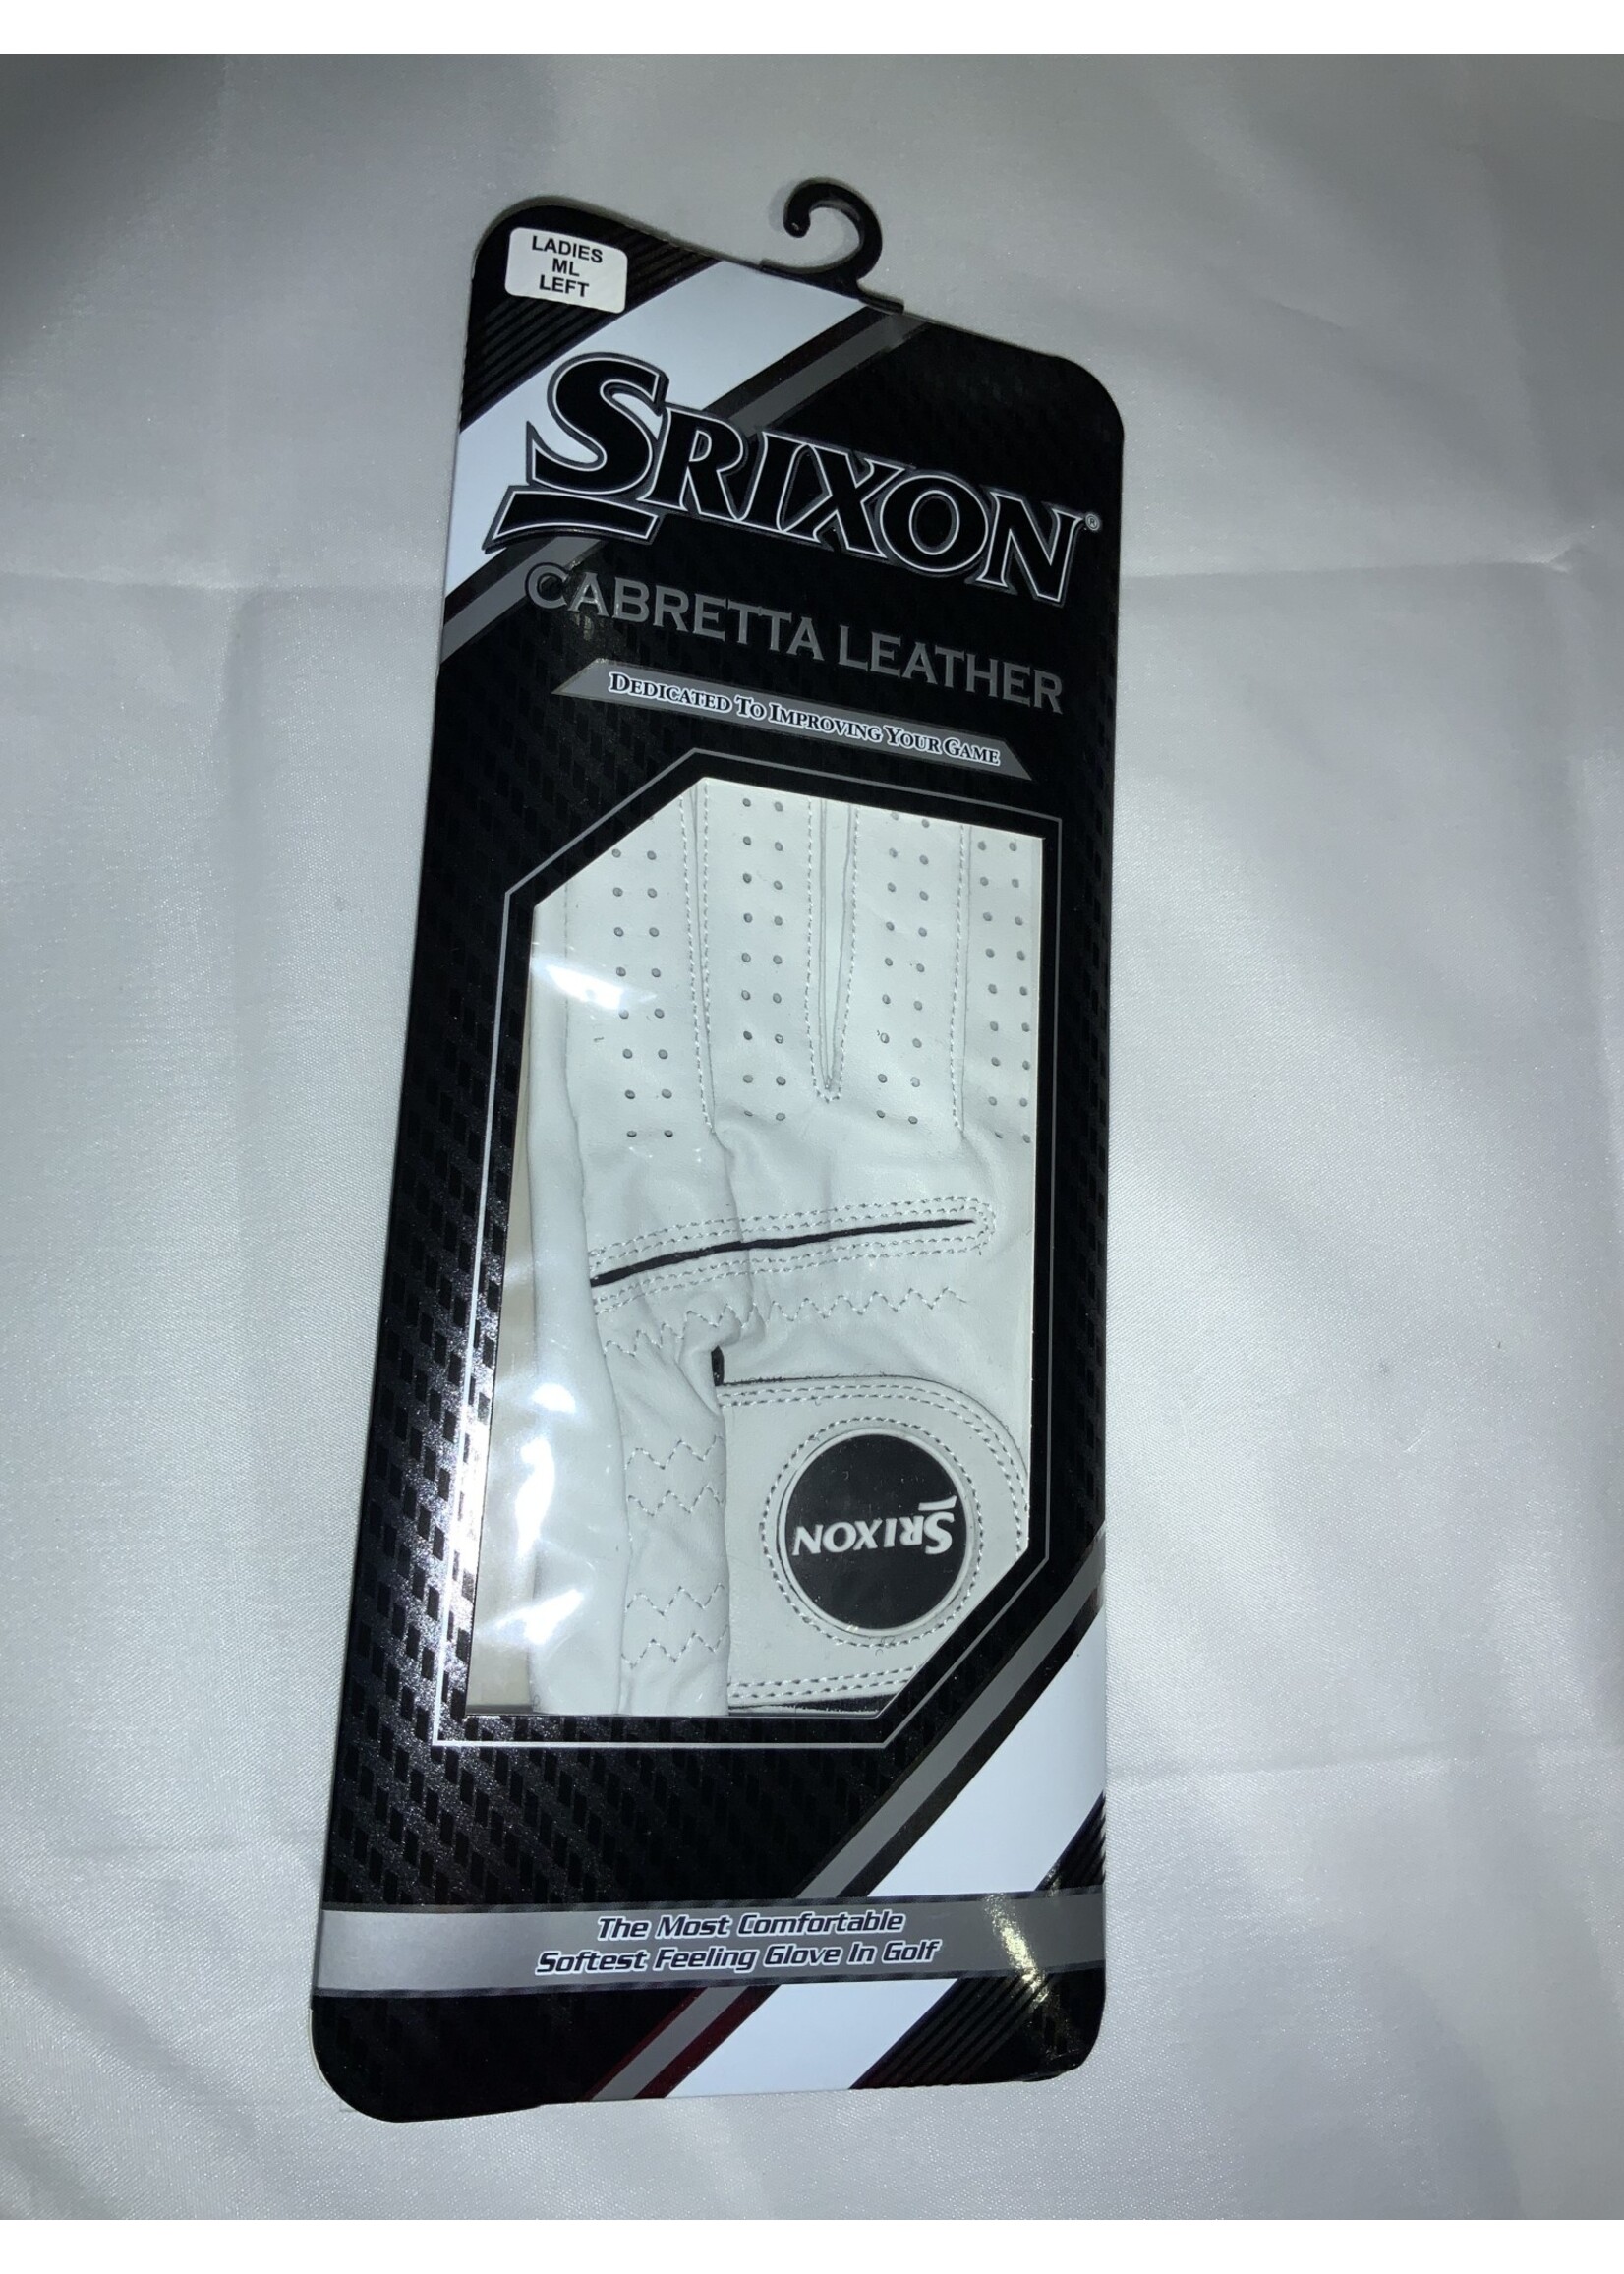 LADIES
ML
LEFT
SRIXON®
CABRETTA LEATHER
DEDICATED TO IMPROVING YOUR GAME
SRIXON
The Most Comfortable
Softest Feeling Glove In Golf